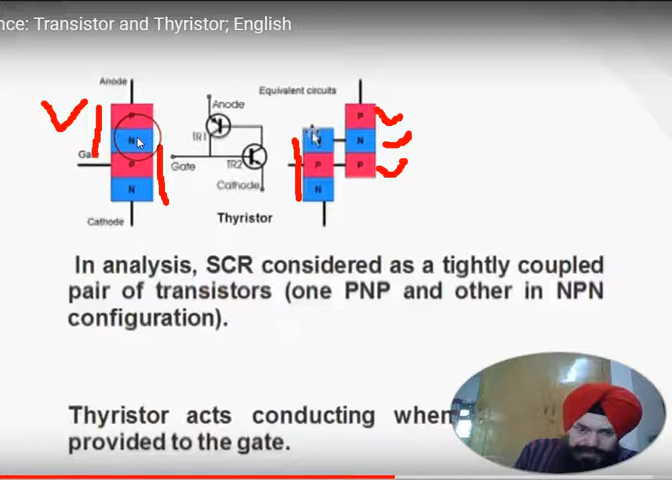 nce: Transistor and Thyristor; English
Anode
P
N
Gate
P
N
Cathode
Anode
TR1
Gate
TR2
Cathode
Thyristor
Equivalent circuits
P
N
N
P
P
N
In analysis, SCR considered as a tightly coupled
pair of transistors (one PNP and other in NPN
configuration).
Thyristor acts conducting when
provided to the gate.